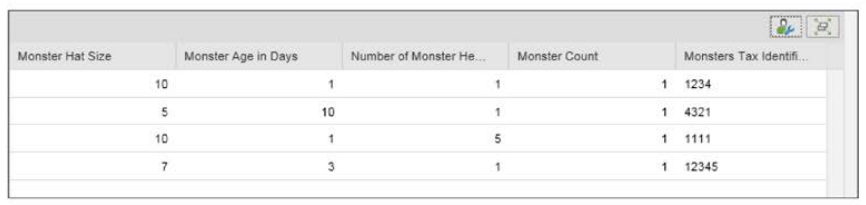 Monster Hat Size Monster Age in Days Number of Monster He... Monster Count Monsters Tax Identifi...
10 1 1 1 1234
5 10 1 1 4321
10 1 5 1 1111
7 3 1 1 12345